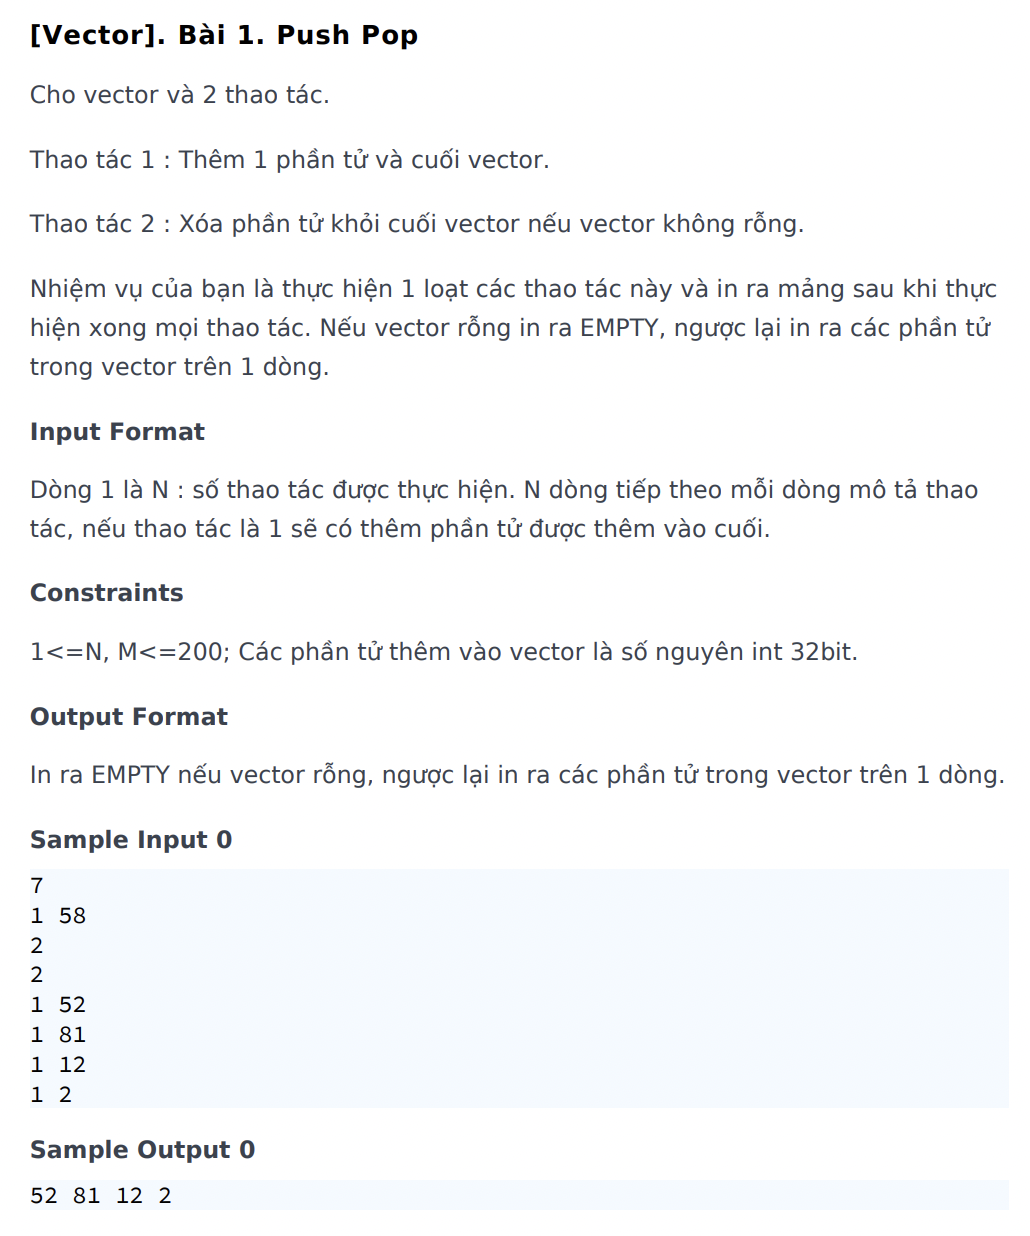 [Vector]. Bài 1. Push Pop
Cho vector và 2 thao tác.
Thao tác 1 : Thêm 1 phần tử và cuối vector.
Thao tác 2 : Xóa phần tử khỏi cuối vector nếu vector không rỗng.
Nhiệm vụ của bạn là thực hiện 1 loạt các thao tác này và in ra mảng sau khi thực
hiện xong mọi thao tác. Nếu vector rỗng in ra EMPTY, ngược lại in ra các phần tử
trong vector trên 1 dòng.
Input Format
Dòng 1 là N : số thao tác được thực hiện. N dòng tiếp theo mỗi dòng mô tả thao
tác, nếu thao tác là 1 sẽ có thêm phần tử được thêm vào cuối.
Constraints
1<=N, M<=200; Các phần tử thêm vào vector là số nguyên int 32bit.
Output Format
In ra EMPTY nếu vector rỗng, ngược lại in ra các phần tử trong vector trên 1 dòng.
Sample Input 0
7
1 58
2
2
1 52
1 81
1 12
1 2
Sample Output 0
52 81 12 2